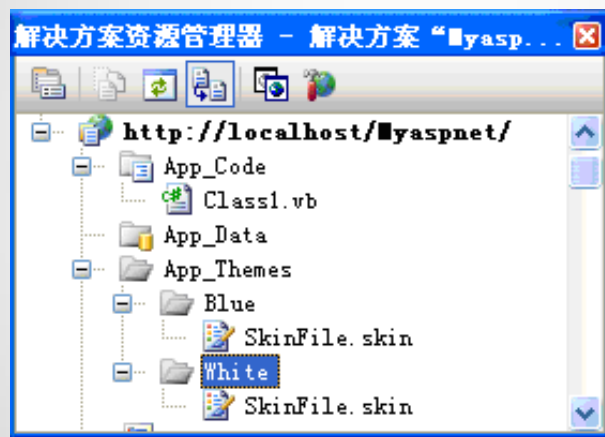 解决方案资源管理器 - 解决方案“Myasp...
http://localhost/Myaspnet/
App_Code
Class1.vb
App_Data
App_Themes
Blue
SkinFile.skin
White
SkinFile.skin